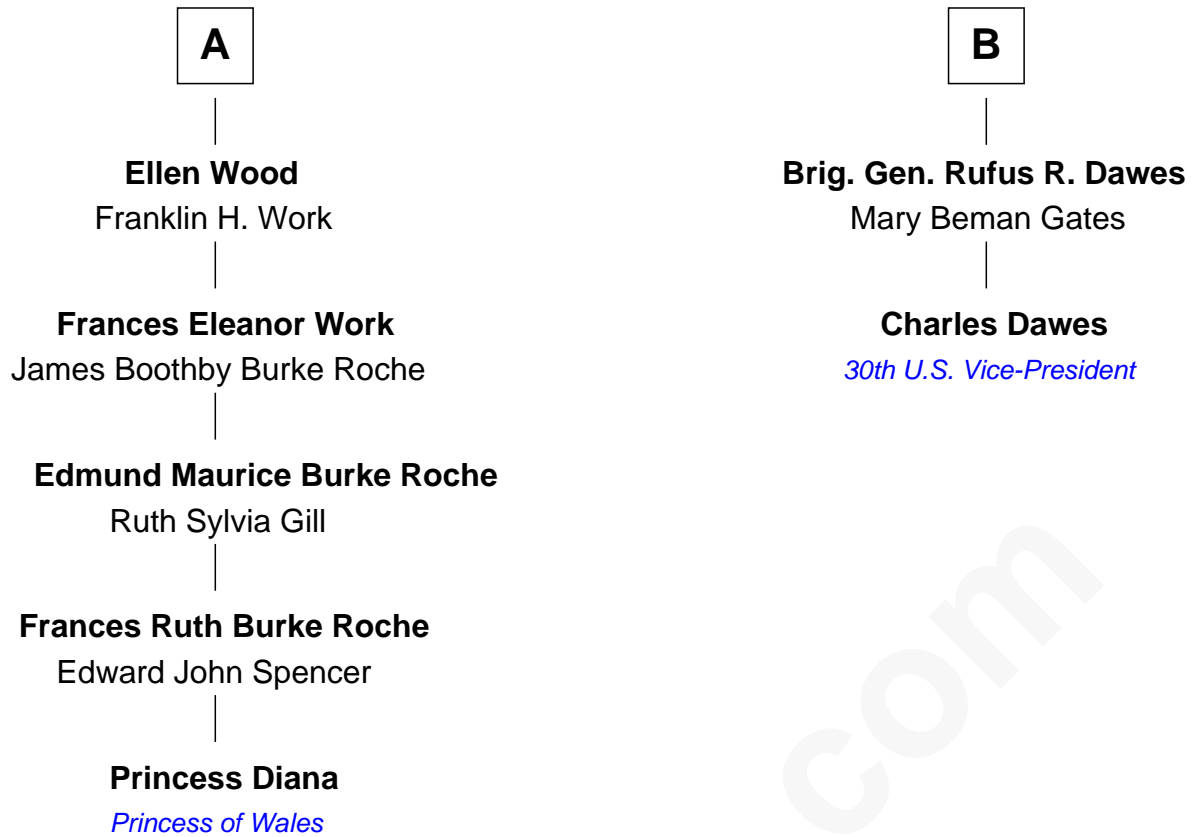 A
Ellen Wood
Franklin H. Work
Frances Eleanor Work
James Boothby Burke Roche
Edmund Maurice Burke Roche
Ruth Sylvia Gill
Frances Ruth Burke Roche
Edward John Spencer
Princess Diana
Princess of Wales
B
Brig. Gen. Rufus R. Dawes
Mary Beman Gates
Charles Dawes
30th U.S. Vice-President
com